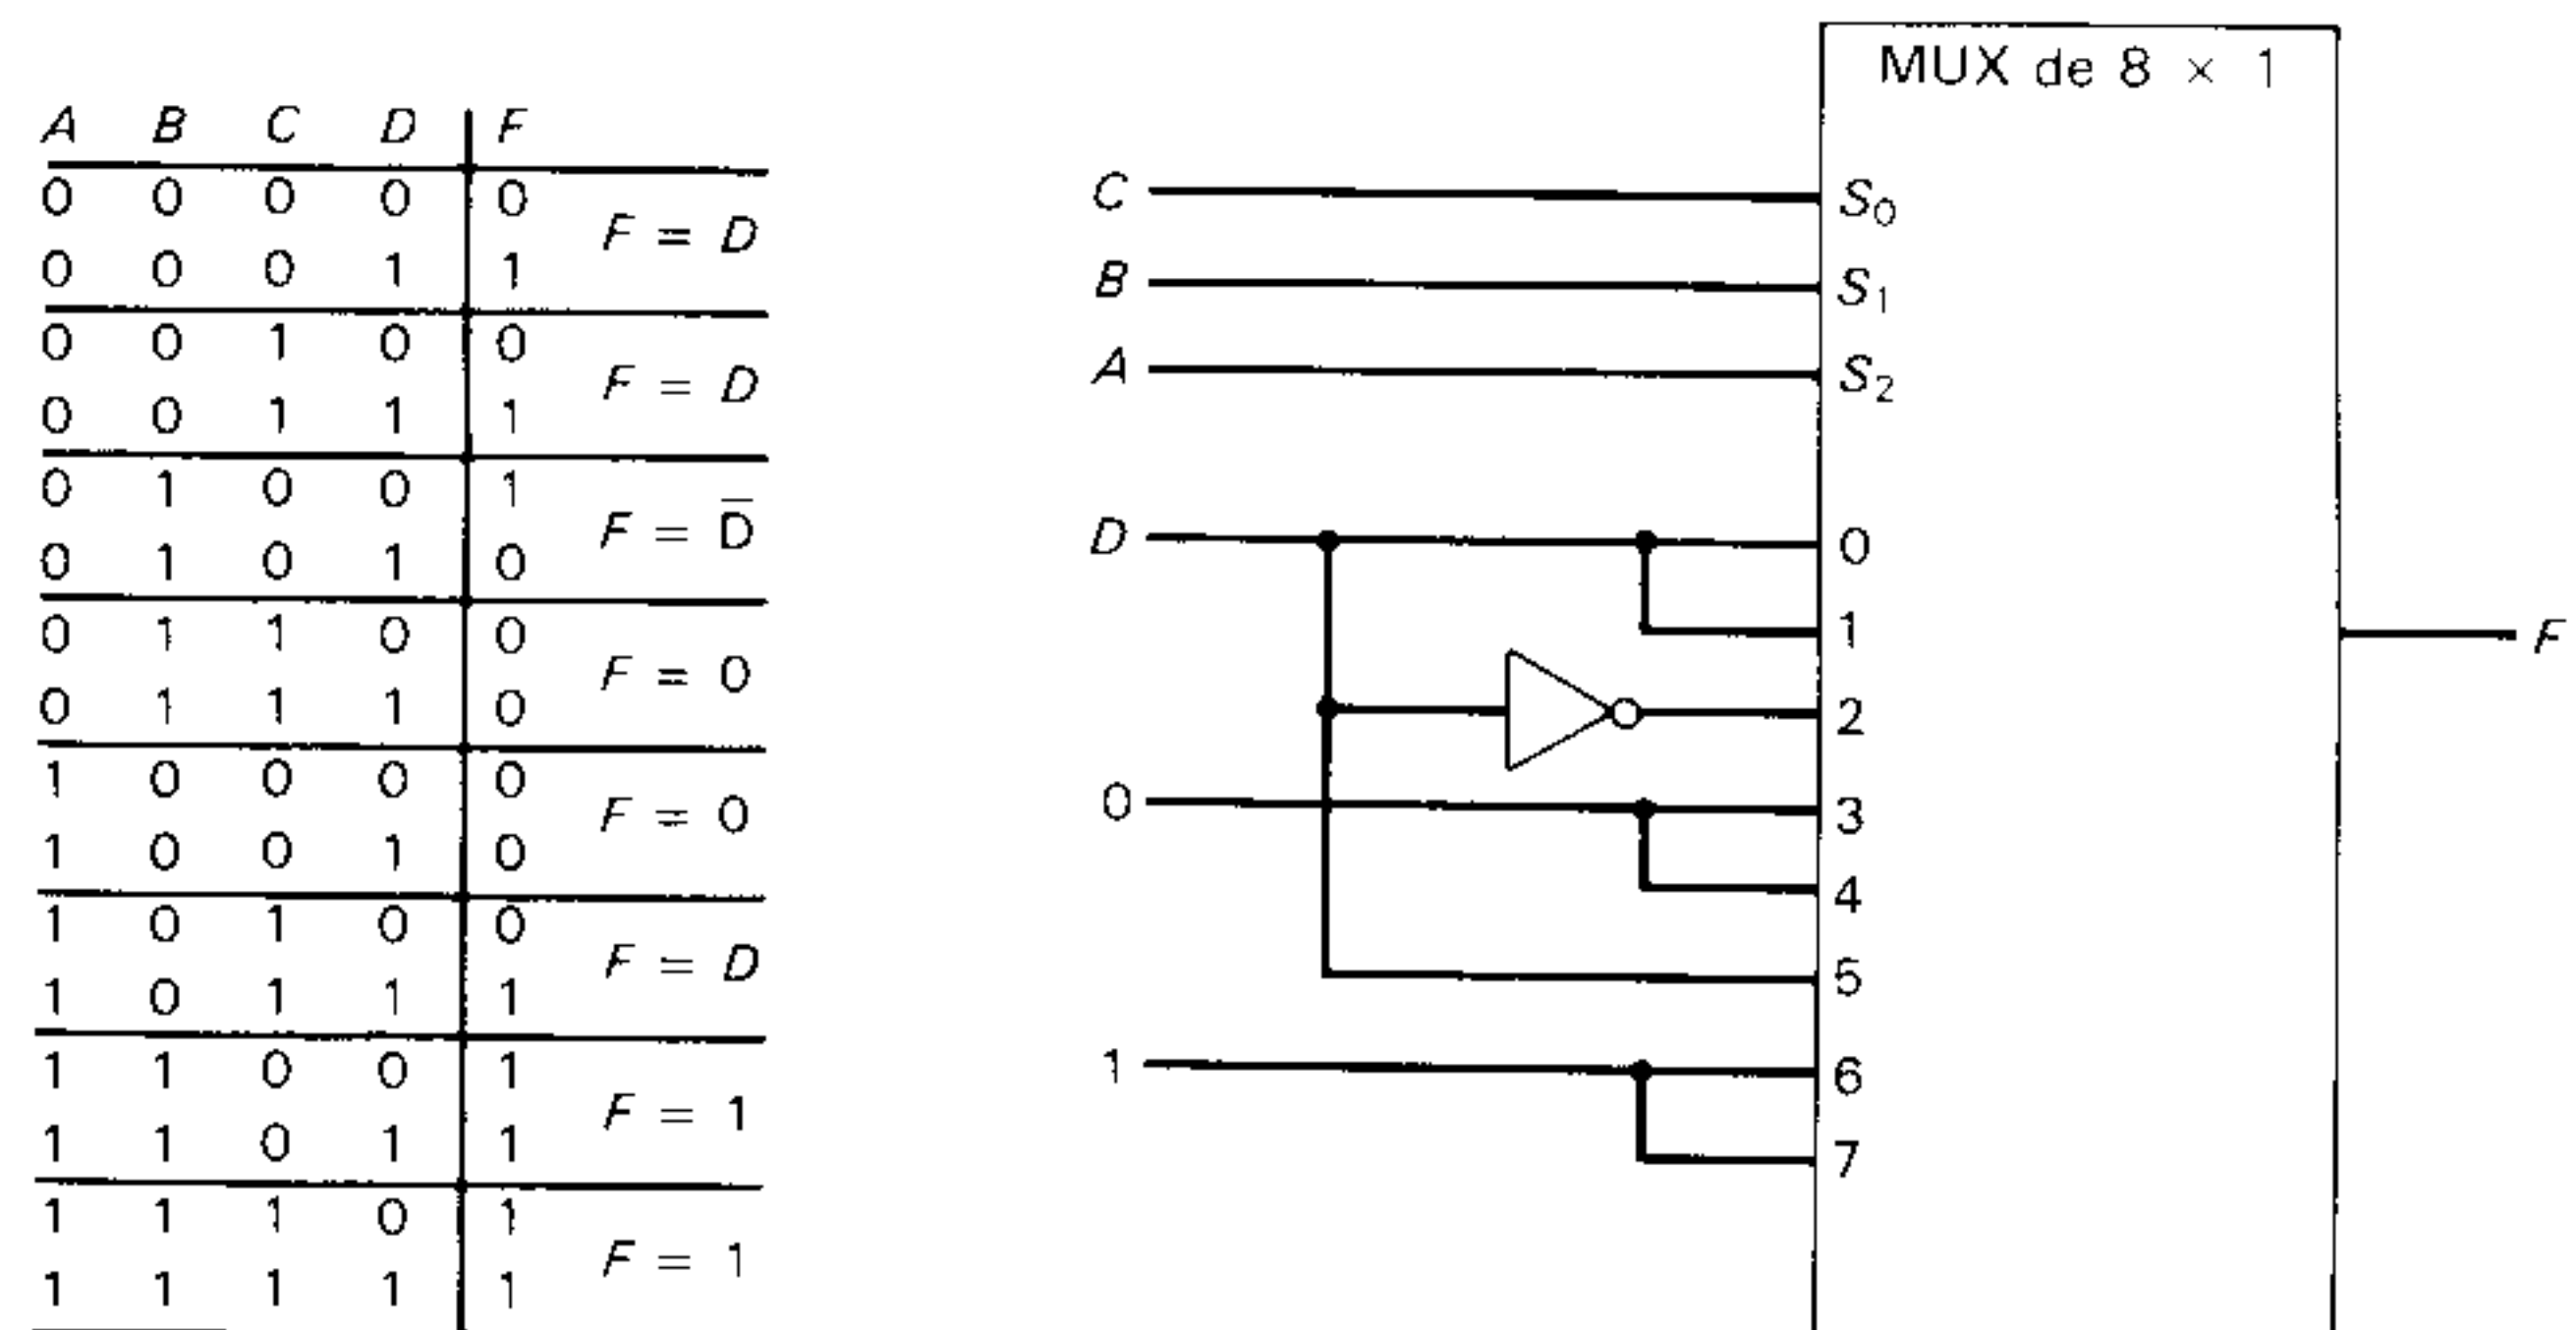 A B C D F
0 0 0 0 0
F = D
0 0 0 1 1
0 0 1 0 0
F = D
0 0 1 1 1
0 1 0 0 1
F = D̅
0 1 0 1 0
0 1 1 0 0
F = 0
0 1 1 1 0
1 0 0 0 0
F = 0
1 0 0 1 0
1 0 1 0 0
F = D
1 0 1 1 1
1 1 0 0 1
F = 1
1 1 0 1 1
1 1 1 0 1
F = 1
1 1 1 1 1
MUX de 8 × 1
C S₀
B S₁
A S₂
D 0
1
2
0 3
4
5
1 6
7
F